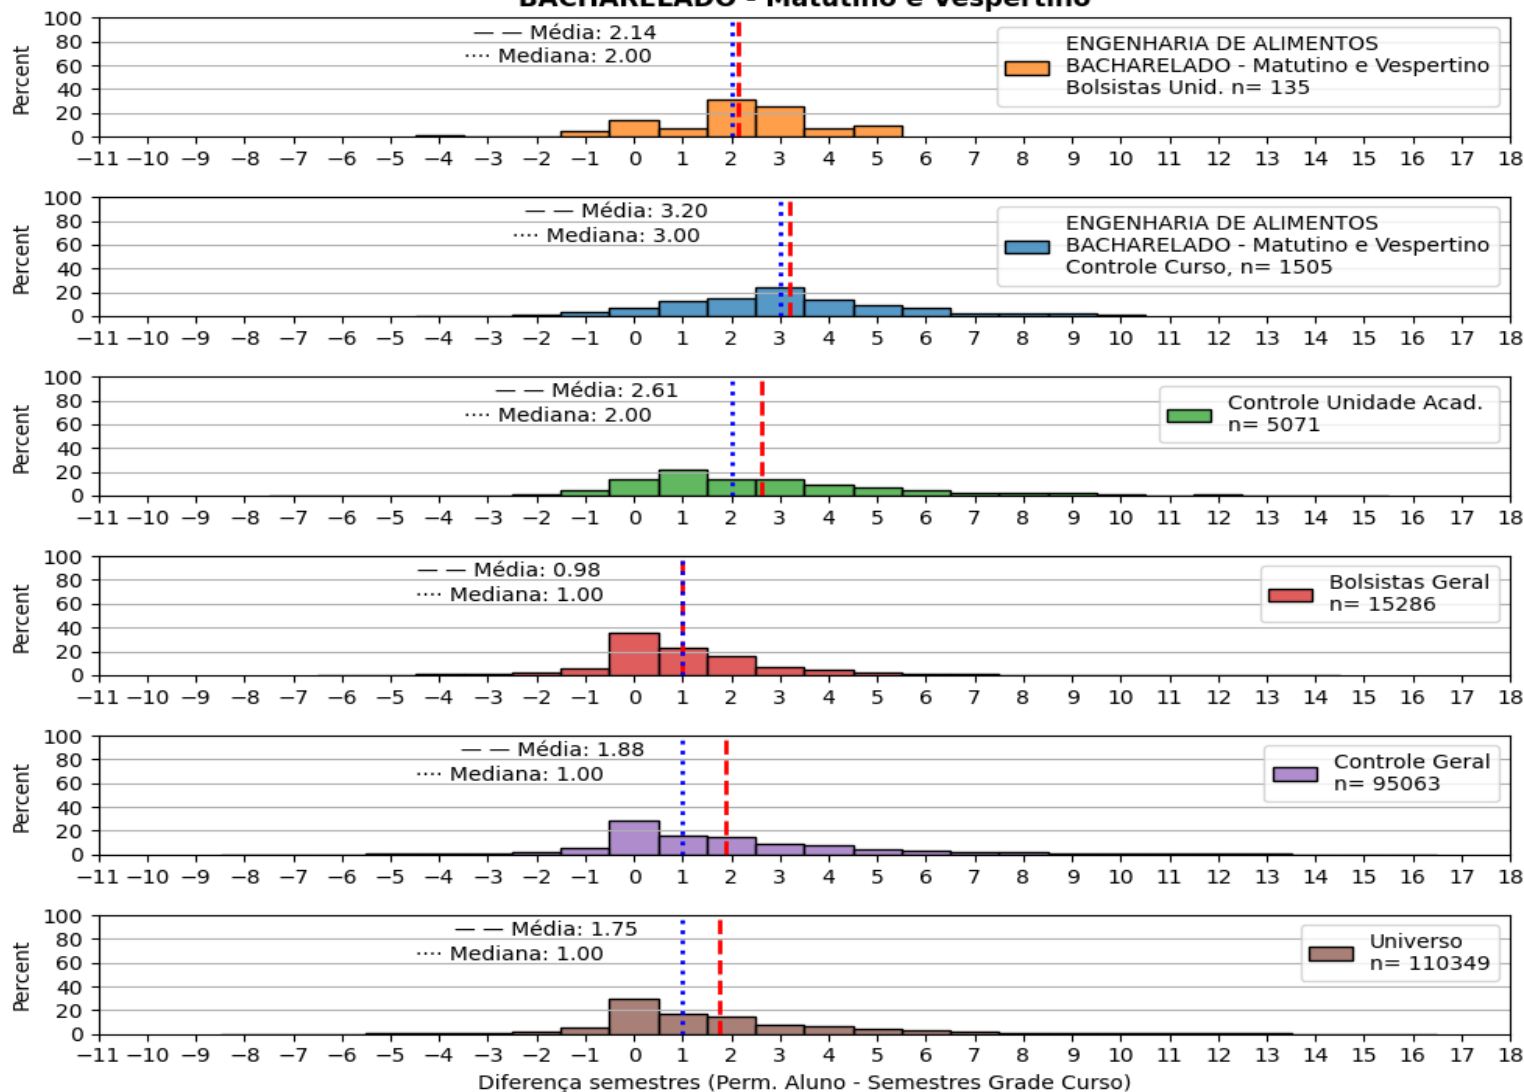 BACHARELADO - Matutino e Vespertino
Percent
100
80
60
40
20
0
— — Média: 2.14
···· Mediana: 2.00
ENGENHARIA DE ALIMENTOS
BACHARELADO - Matutino e Vespertino
Bolsistas Unid. n= 135
−11 −10 −9 −8 −7 −6 −5 −4 −3 −2 −1 0 1 2 3 4 5 6 7 8 9 10 11 12 13 14 15 16 17 18
Percent
100
80
60
40
20
0
— — Média: 3.20
···· Mediana: 3.00
ENGENHARIA DE ALIMENTOS
BACHARELADO - Matutino e Vespertino
Controle Curso, n= 1505
−11 −10 −9 −8 −7 −6 −5 −4 −3 −2 −1 0 1 2 3 4 5 6 7 8 9 10 11 12 13 14 15 16 17 18
Percent
100
80
60
40
20
0
— — Média: 2.61
···· Mediana: 2.00
Controle Unidade Acad.
n= 5071
−11 −10 −9 −8 −7 −6 −5 −4 −3 −2 −1 0 1 2 3 4 5 6 7 8 9 10 11 12 13 14 15 16 17 18
Percent
100
80
60
40
20
0
— — Média: 0.98
···· Mediana: 1.00
Bolsistas Geral
n= 15286
−11 −10 −9 −8 −7 −6 −5 −4 −3 −2 −1 0 1 2 3 4 5 6 7 8 9 10 11 12 13 14 15 16 17 18
Percent
100
80
60
40
20
0
— — Média: 1.88
···· Mediana: 1.00
Controle Geral
n= 95063
−11 −10 −9 −8 −7 −6 −5 −4 −3 −2 −1 0 1 2 3 4 5 6 7 8 9 10 11 12 13 14 15 16 17 18
Percent
100
80
60
40
20
0
— — Média: 1.75
···· Mediana: 1.00
Universo
n= 110349
−11 −10 −9 −8 −7 −6 −5 −4 −3 −2 −1 0 1 2 3 4 5 6 7 8 9 10 11 12 13 14 15 16 17 18
Diferença semestres (Perm. Aluno - Semestres Grade Curso)